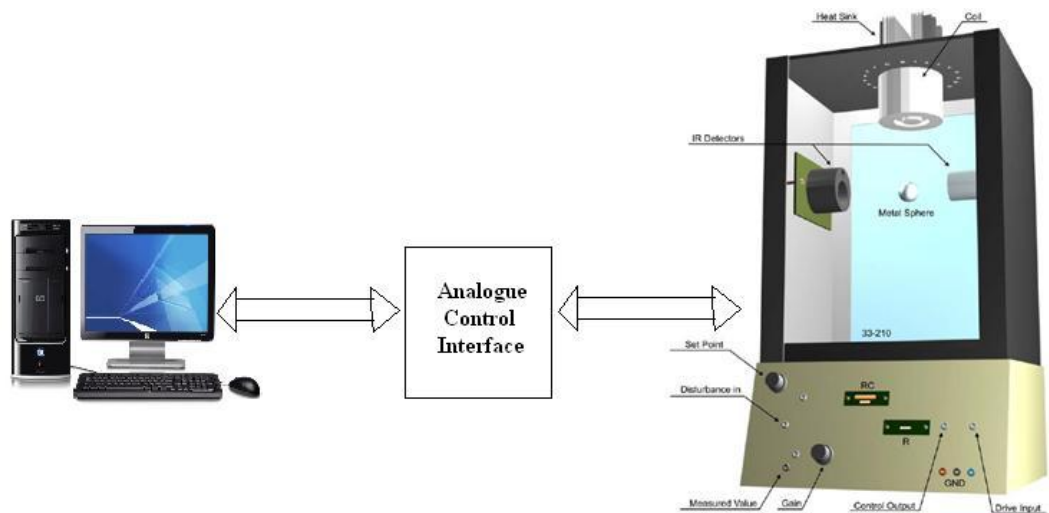 Heat Sink
Coil
IR Detectors
Metal Sphere
Analogue
Control
Interface
33-210
Set Point
Disturbance in
RC
R
GND
Measured Value
Gain
Control Output
Drive Input